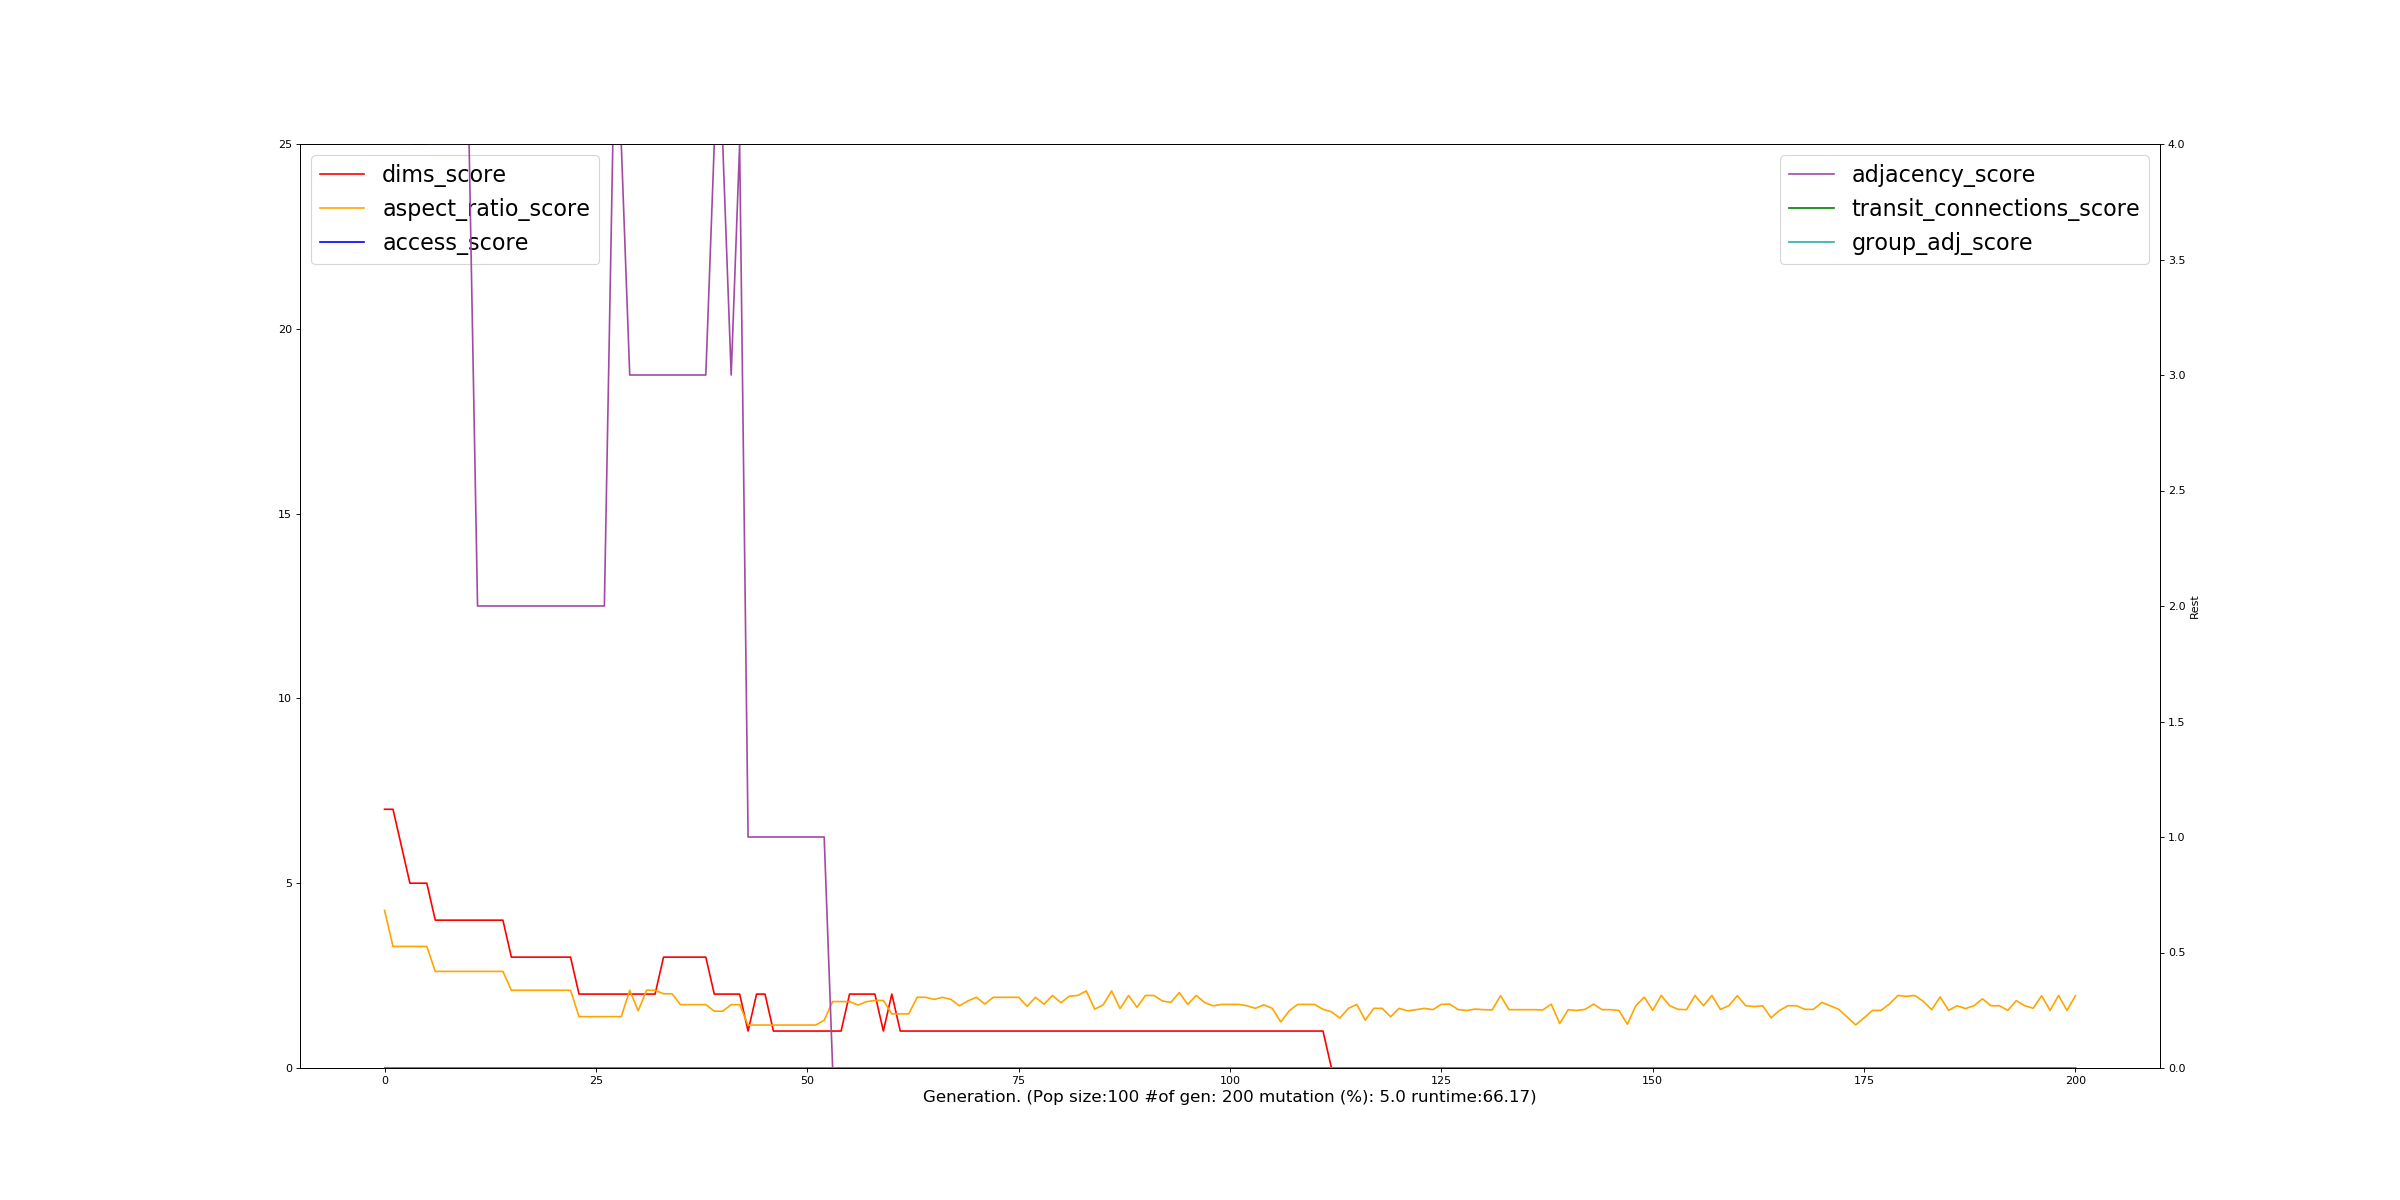 25
20
15
10
5
0
dims_score
aspect_ratio_score
access_score
adjacency_score
transit_connections_score
group_adj_score
4.0
3.5
3.0
2.5
2.0
1.5
1.0
0.5
0.0
Rest
0 25 50 75 100 125 150 175 200
Generation. (Pop size:100 #of gen: 200 mutation (%): 5.0 runtime:66.17)